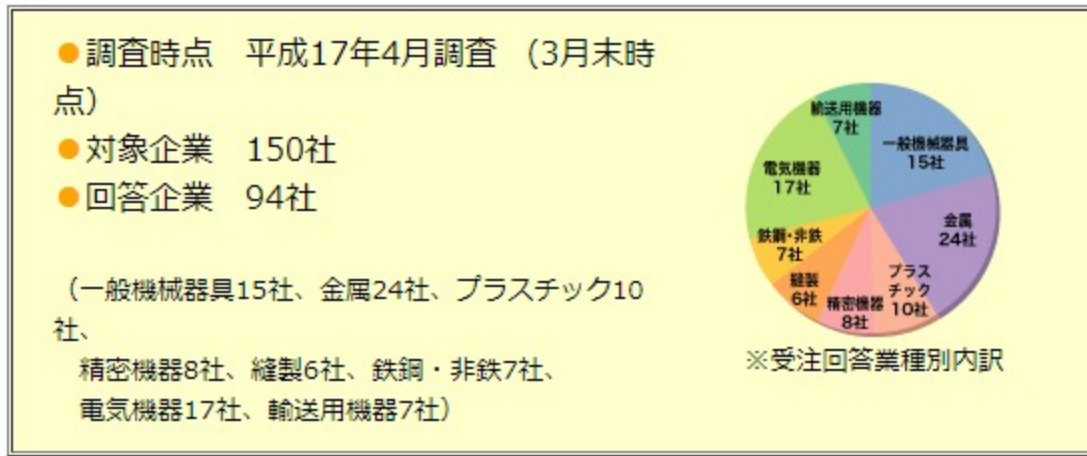 ●調査時点　平成17年4月調査　(3月末時
点）
●対象企業　150社
●回答企業　94社
（一般機械器具15社、金属24社、プラスチック10
社、
精密機器8社、縫製6社、鉄鋼・非鉄7社、
電気機器17社、輸送用機器7社）
輸送用機器
7社
一般機械器具
15社
電気機器
17社
金属
24社
鉄鋼・非鉄
7社
プラス
チック
10社
縫製
6社
精密機器
8社
※受注回答業種別内訳